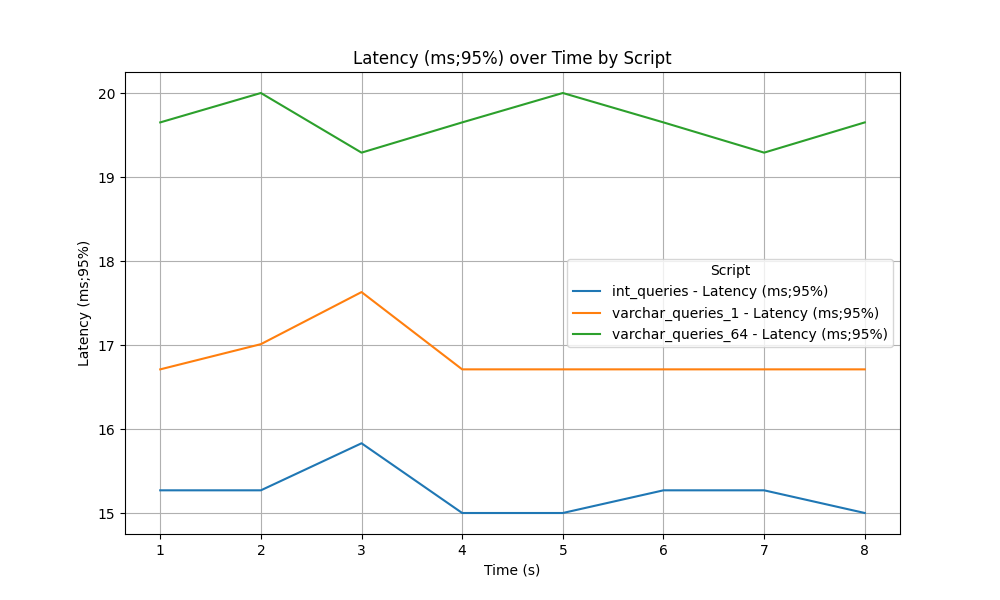 Latency (ms;95%) over Time by Script
Latency (ms;95%)
20
19
18
17
16
15
Script
int_queries - Latency (ms;95%)
varchar_queries_1 - Latency (ms;95%)
varchar_queries_64 - Latency (ms;95%)
1 2 3 4 5 6 7 8
Time (s)